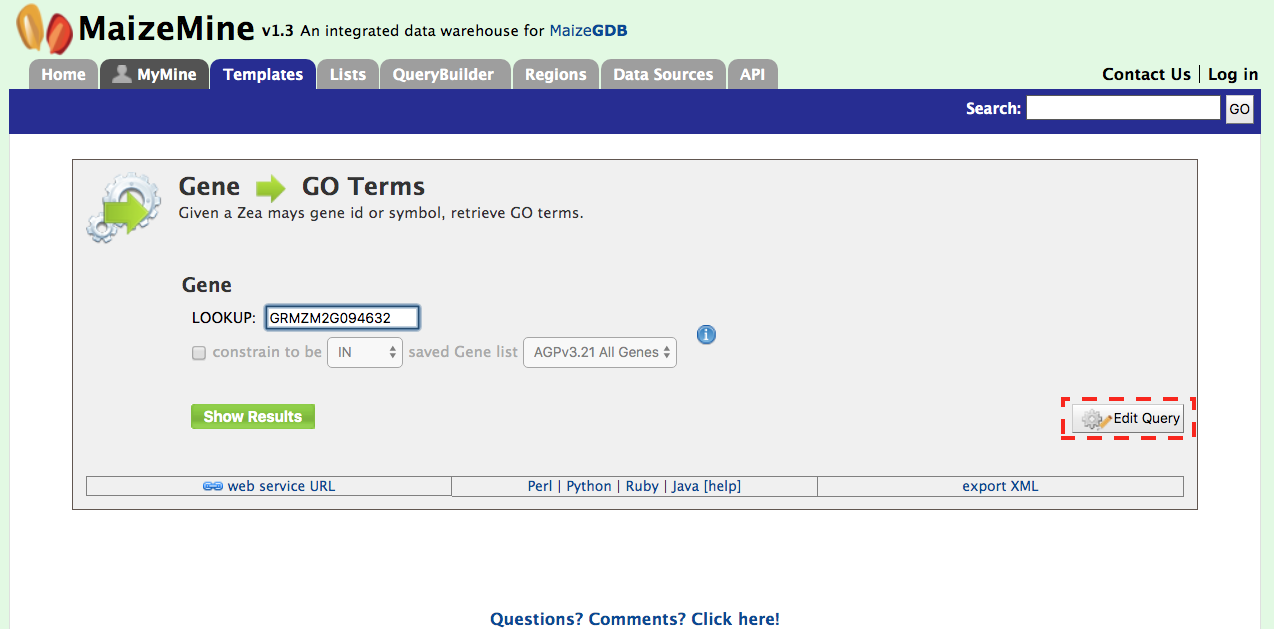 MaizeMine v1.3 An integrated data warehouse for MaizeGDB
Home MyMine Templates Lists QueryBuilder Regions Data Sources API Contact Us | Log in
Search: GO
Gene GO Terms
Given a Zea mays gene id or symbol, retrieve GO terms.
Gene
LOOKUP: GRMZM2G094632
constrain to be IN saved Gene list AGPv3.21 All Genes
Show Results Edit Query
web service URL Perl | Python | Ruby | Java [help] export XML
Questions? Comments? Click here!